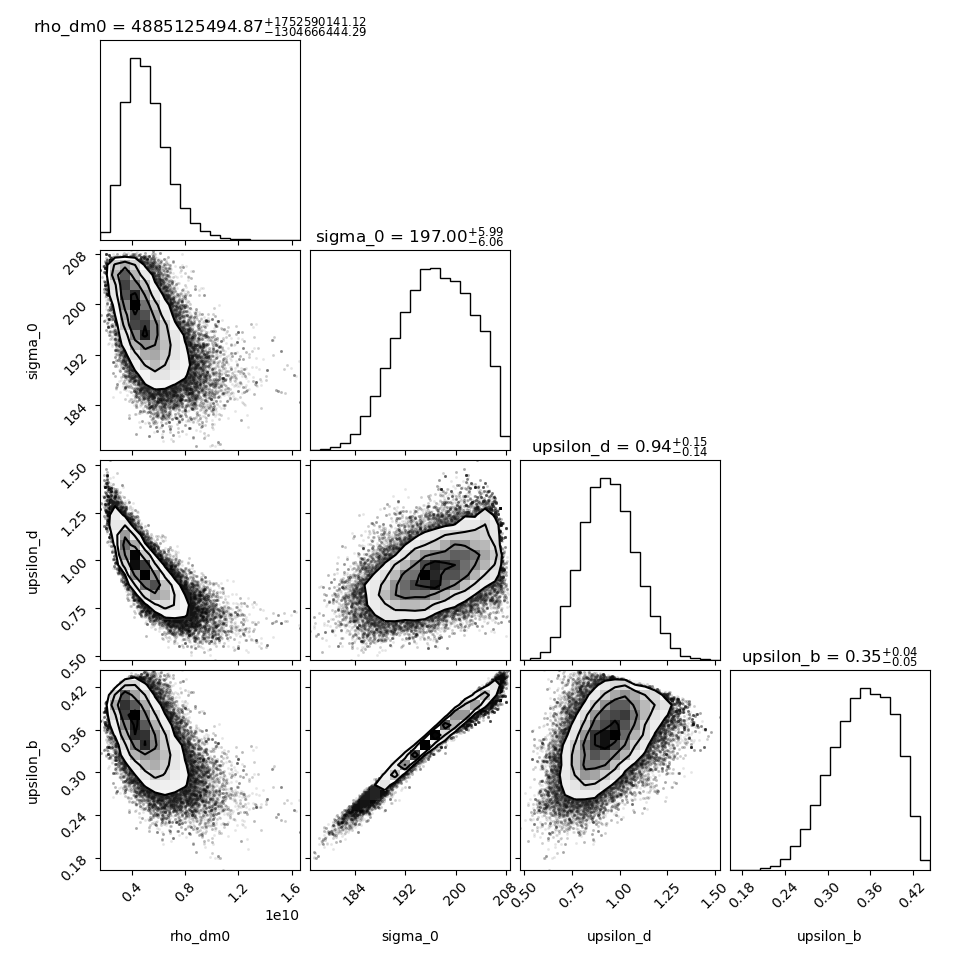 rho_dm0 = 4885125494.87+1752590141.12
−1304666444.29
sigma_0 = 197.00+5.99
−6.06
208
200
192
184
sigma_0
upsilon_d = 0.94+0.15
−0.14
1.50
1.25
1.00
0.75
0.50
upsilon_d
upsilon_b = 0.35+0.04
−0.05
0.42
0.36
0.30
0.24
0.18
upsilon_b
0.4 0.8 1.2 1.6
1e10
rho_dm0
184 192 200 208
sigma_0
0.50 0.75 1.00 1.25 1.50
upsilon_d
0.18 0.24 0.30 0.36 0.42
upsilon_b